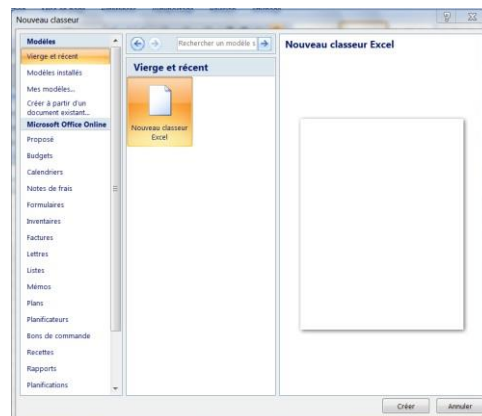 Nouveau classeur
Modèles
Vierge et récent
Modèles installés
Mes modèles...
Créer à partir d'un
document existant...
Microsoft Office Online
Proposé
Budgets
Calendriers
Notes de frais
Formulaires
Inventaires
Factures
Lettres
Listes
Mémos
Plans
Planificateurs
Bons de commande
Recettes
Rapports
Planifications
Rechercher un modèle s
Vierge et récent
Nouveau classeur
Excel
Nouveau classeur Excel
Créer
Annuler